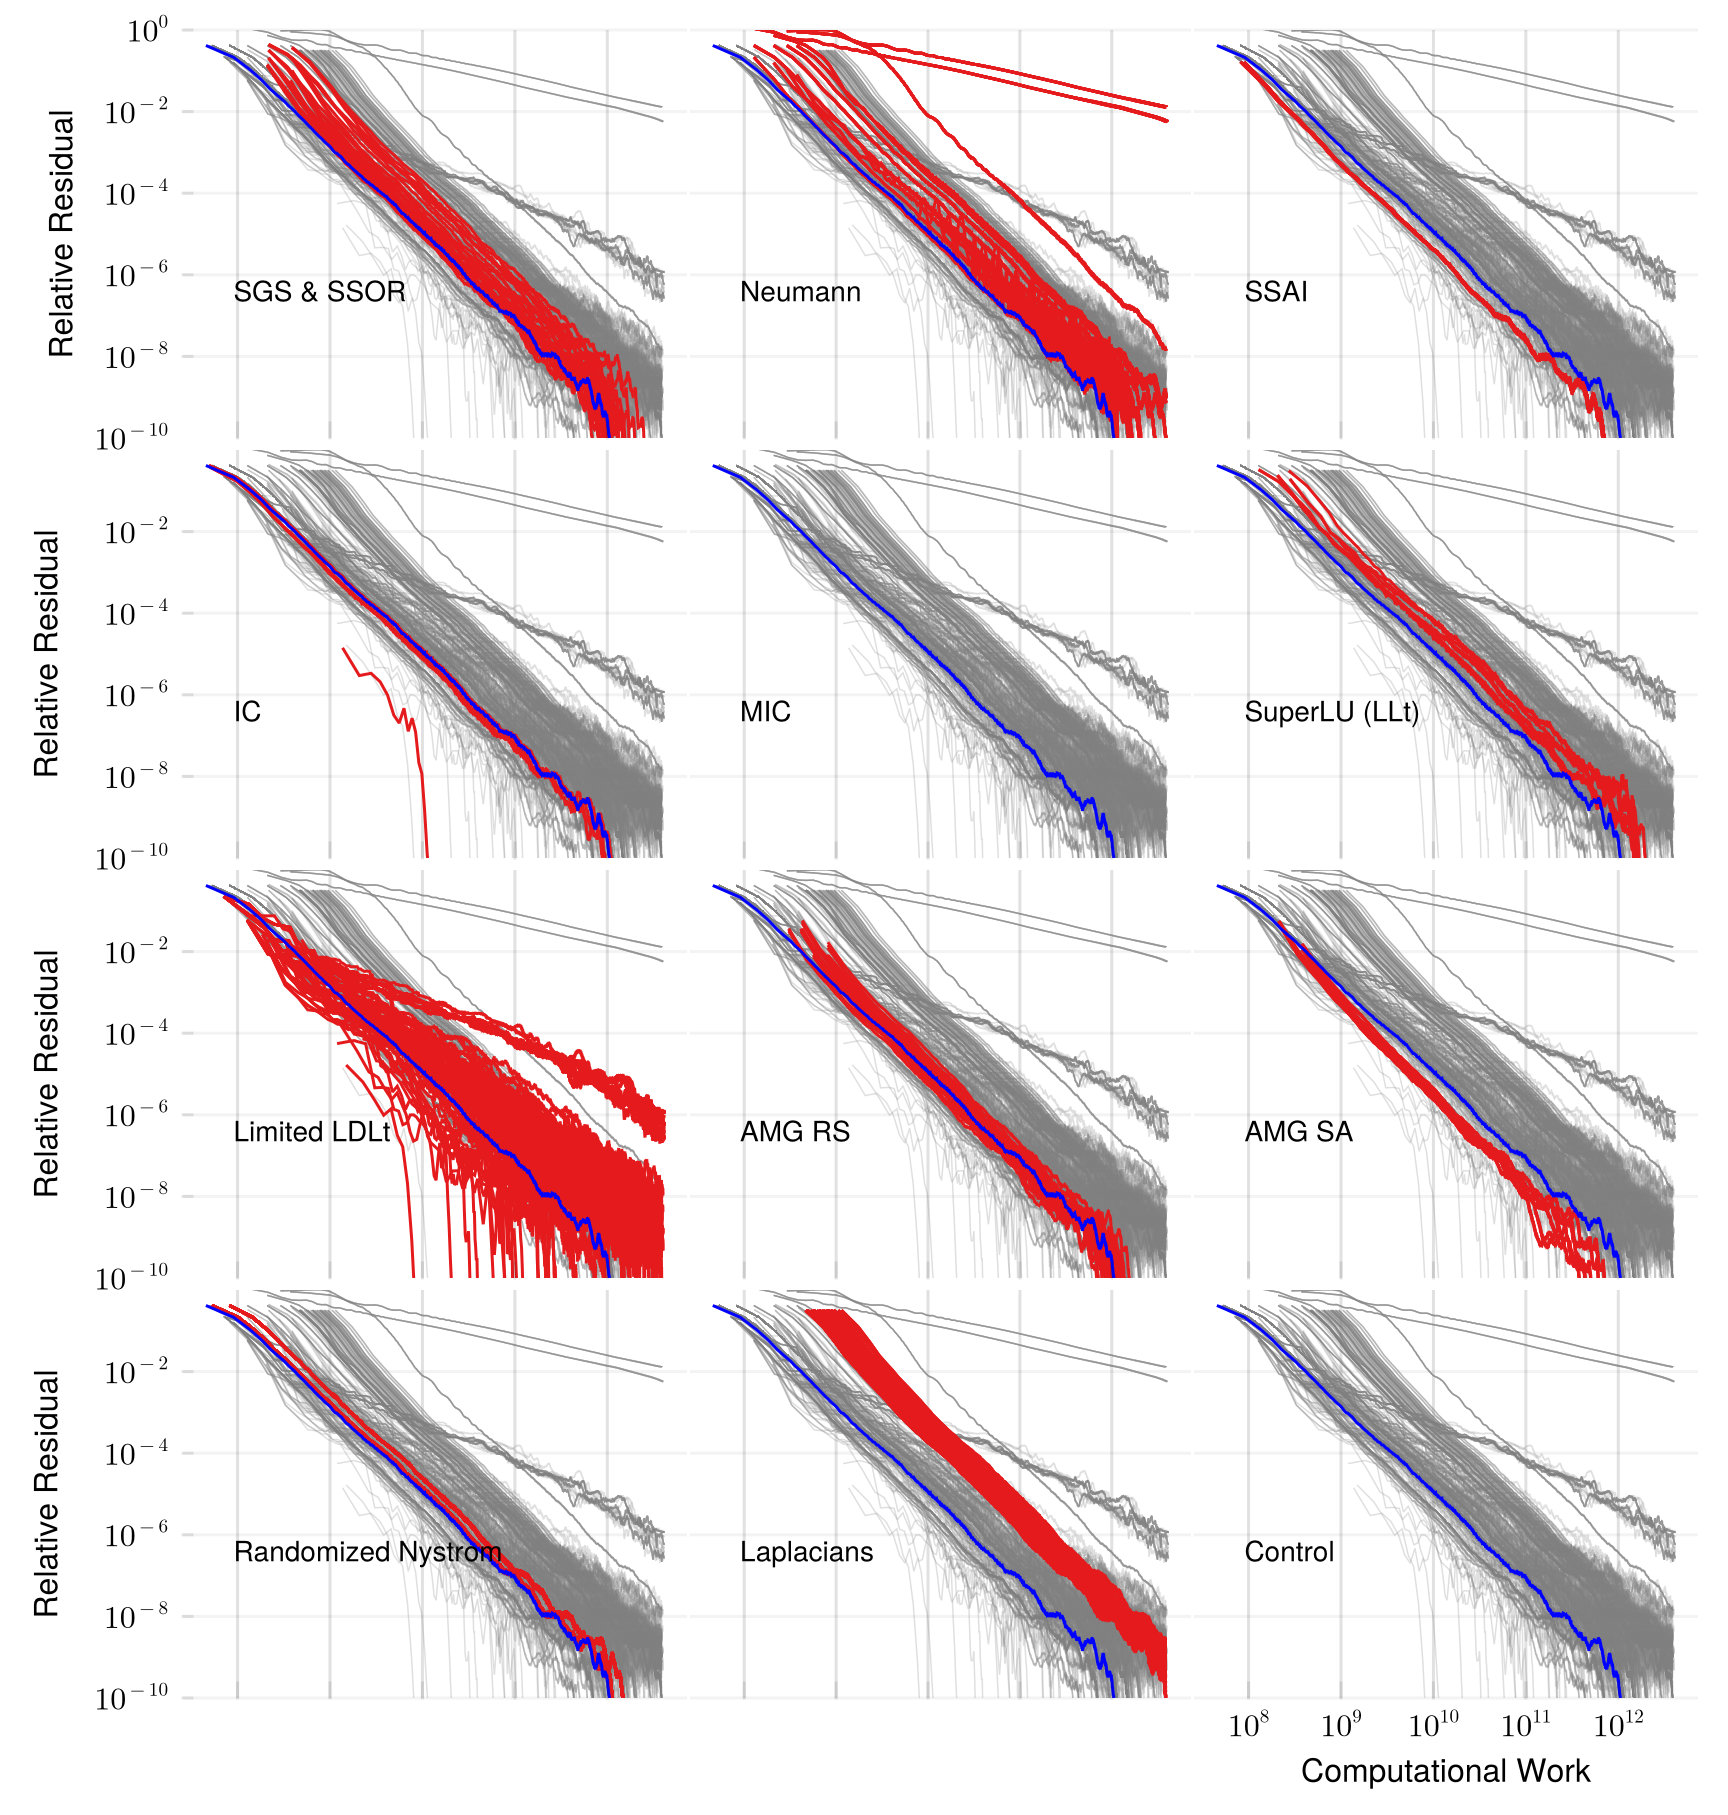 10^0
10^−2
10^−4
10^−6
10^−8
10^−10
Relative Residual
SGS & SSOR
Neumann
SSAI
10^−2
10^−4
10^−6
10^−8
10^−10
Relative Residual
IC
MIC
SuperLU (LLt)
10^−2
10^−4
10^−6
10^−8
10^−10
Relative Residual
Limited LDLt
AMG RS
AMG SA
10^−2
10^−4
10^−6
10^−8
10^−10
Relative Residual
Randomized Nystrom
Laplacians
Control
10^8 10^9 10^10 10^11 10^12
Computational Work